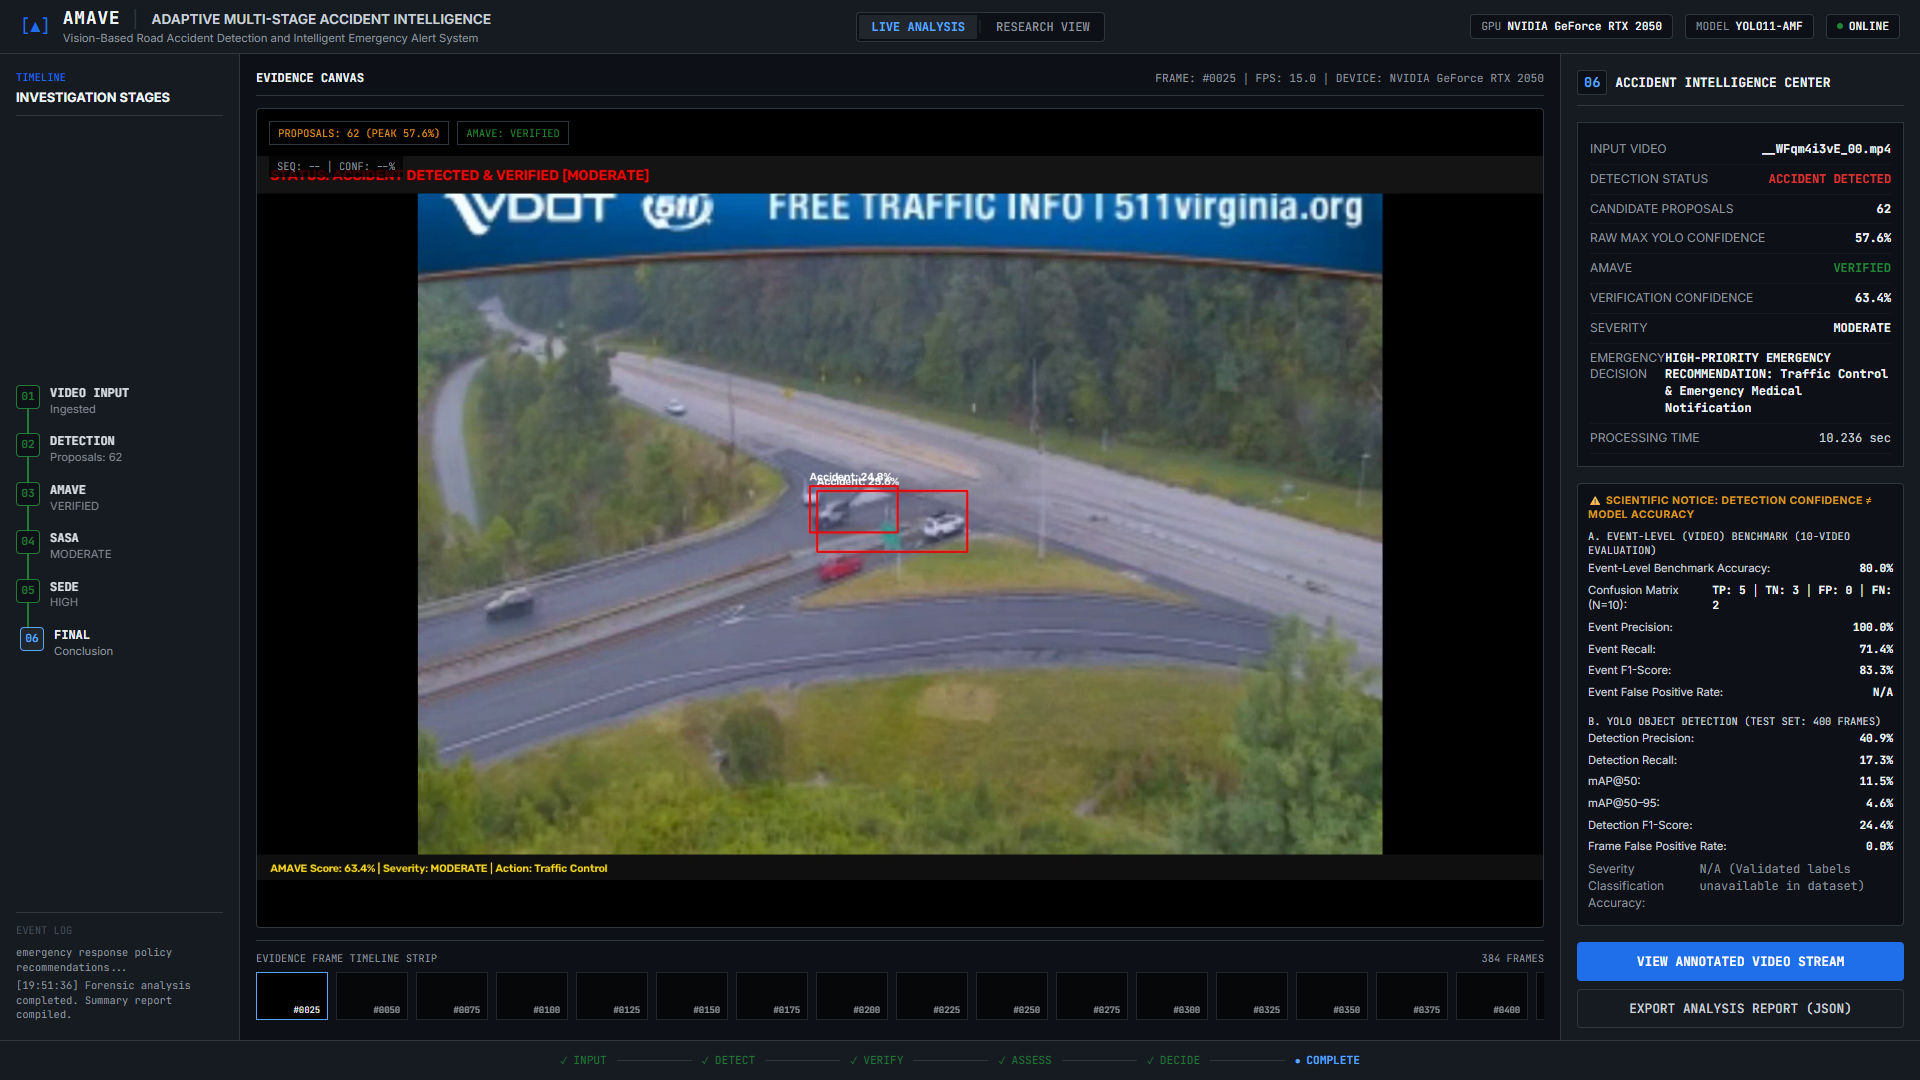 [▲] AMAVE | ADAPTIVE MULTI-STAGE ACCIDENT INTELLIGENCE
Vision-Based Road Accident Detection and Intelligent Emergency Alert System
LIVE ANALYSIS
RESEARCH VIEW
GPU NVIDIA GeForce RTX 2050
MODEL YOLO11-AMF
● ONLINE
TIMELINE
INVESTIGATION STAGES
01 VIDEO INPUT
Ingested
02 DETECTION
Proposals: 62
03 AMAVE
VERIFIED
04 SASA
MODERATE
05 SEDE
HIGH
06 FINAL
Conclusion
EVENT LOG
emergency response policy
recommendations...
[19:51:36] Forensic analysis
completed. Summary report
compiled.
EVIDENCE CANVAS
FRAME: #0025 | FPS: 15.0 | DEVICE: NVIDIA GeForce RTX 2050
PROPOSALS: 62 (PEAK 57.6%)
AMAVE: VERIFIED
SEQ: -- | CONF: --%
STATUS: ACCIDENT DETECTED & VERIFIED [MODERATE]
VDOT 511 FREE TRAFFIC INFO | 511virginia.org
Accident: 24.8%
Accident: 25.6%
AMAVE Score: 63.4% | Severity: MODERATE | Action: Traffic Control
EVIDENCE FRAME TIMELINE STRIP
384 FRAMES
#0025 #0050 #0075 #0100 #0125 #0150 #0175 #0200 #0225 #0250 #0275 #0300 #0325 #0350 #0375 #0400
06 ACCIDENT INTELLIGENCE CENTER
INPUT VIDEO __WFqm4i3vE_00.mp4
DETECTION STATUS ACCIDENT DETECTED
CANDIDATE PROPOSALS 62
RAW MAX YOLO CONFIDENCE 57.6%
AMAVE VERIFIED
VERIFICATION CONFIDENCE 63.4%
SEVERITY MODERATE
EMERGENCY HIGH-PRIORITY EMERGENCY
DECISION RECOMMENDATION: Traffic Control
& Emergency Medical
Notification
PROCESSING TIME 10.236 sec
⚠ SCIENTIFIC NOTICE: DETECTION CONFIDENCE ≠
MODEL ACCURACY
A. EVENT-LEVEL (VIDEO) BENCHMARK (10-VIDEO
EVALUATION)
Event-Level Benchmark Accuracy: 80.0%
Confusion Matrix TP: 5 | TN: 3 | FP: 0 | FN:
(N=10): 2
Event Precision: 100.0%
Event Recall: 71.4%
Event F1-Score: 83.3%
Event False Positive Rate: N/A
B. YOLO OBJECT DETECTION (TEST SET: 400 FRAMES)
Detection Precision: 40.9%
Detection Recall: 17.3%
mAP@50: 11.5%
mAP@50-95: 4.6%
Detection F1-Score: 24.4%
Frame False Positive Rate: 0.0%
Severity N/A (Validated labels
Classification unavailable in dataset)
Accuracy:
VIEW ANNOTATED VIDEO STREAM
EXPORT ANALYSIS REPORT (JSON)
✓ INPUT ✓ DETECT ✓ VERIFY ✓ ASSESS ✓ DECIDE ● COMPLETE